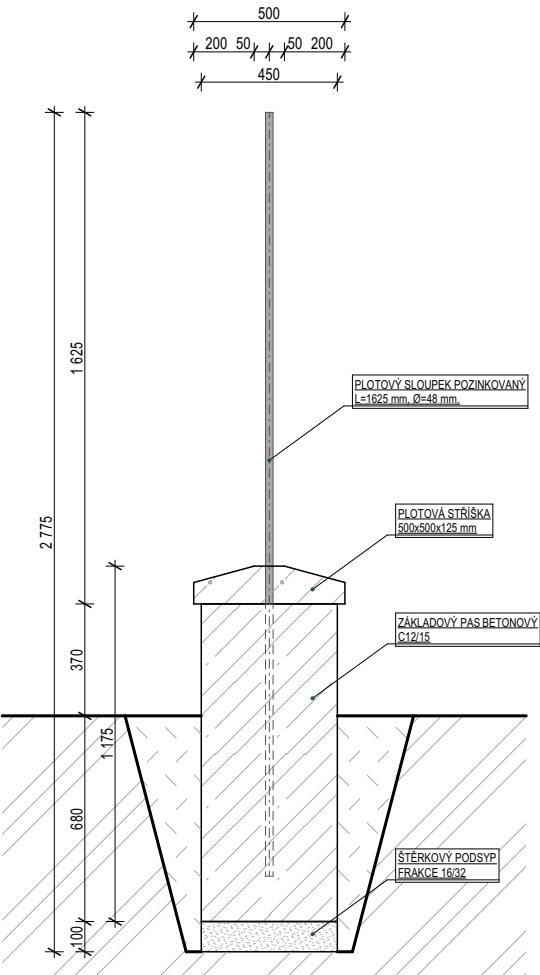 500
200 50 50 200
450
1 625
PLOTOVÝ SLOUPEK POZINKOVANÝ
L=1625 mm, Ø=48 mm.
2 775
PLOTOVÁ STŘÍŠKA
500x500x125 mm
ZÁKLADOVÝ PAS BETONOVÝ
C12/15
370
1 175
680
ŠTĚRKOVÝ PODSYP
FRAKCE 16/32
100